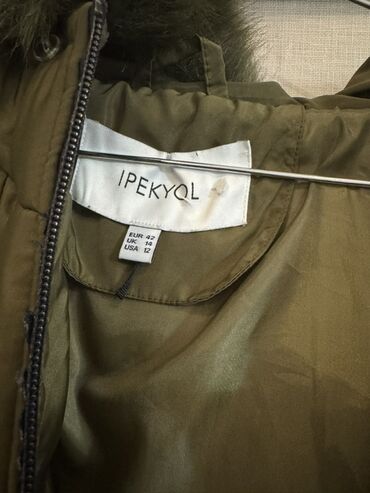 IPEKYOL
EUR 42
UK 14
USA 12